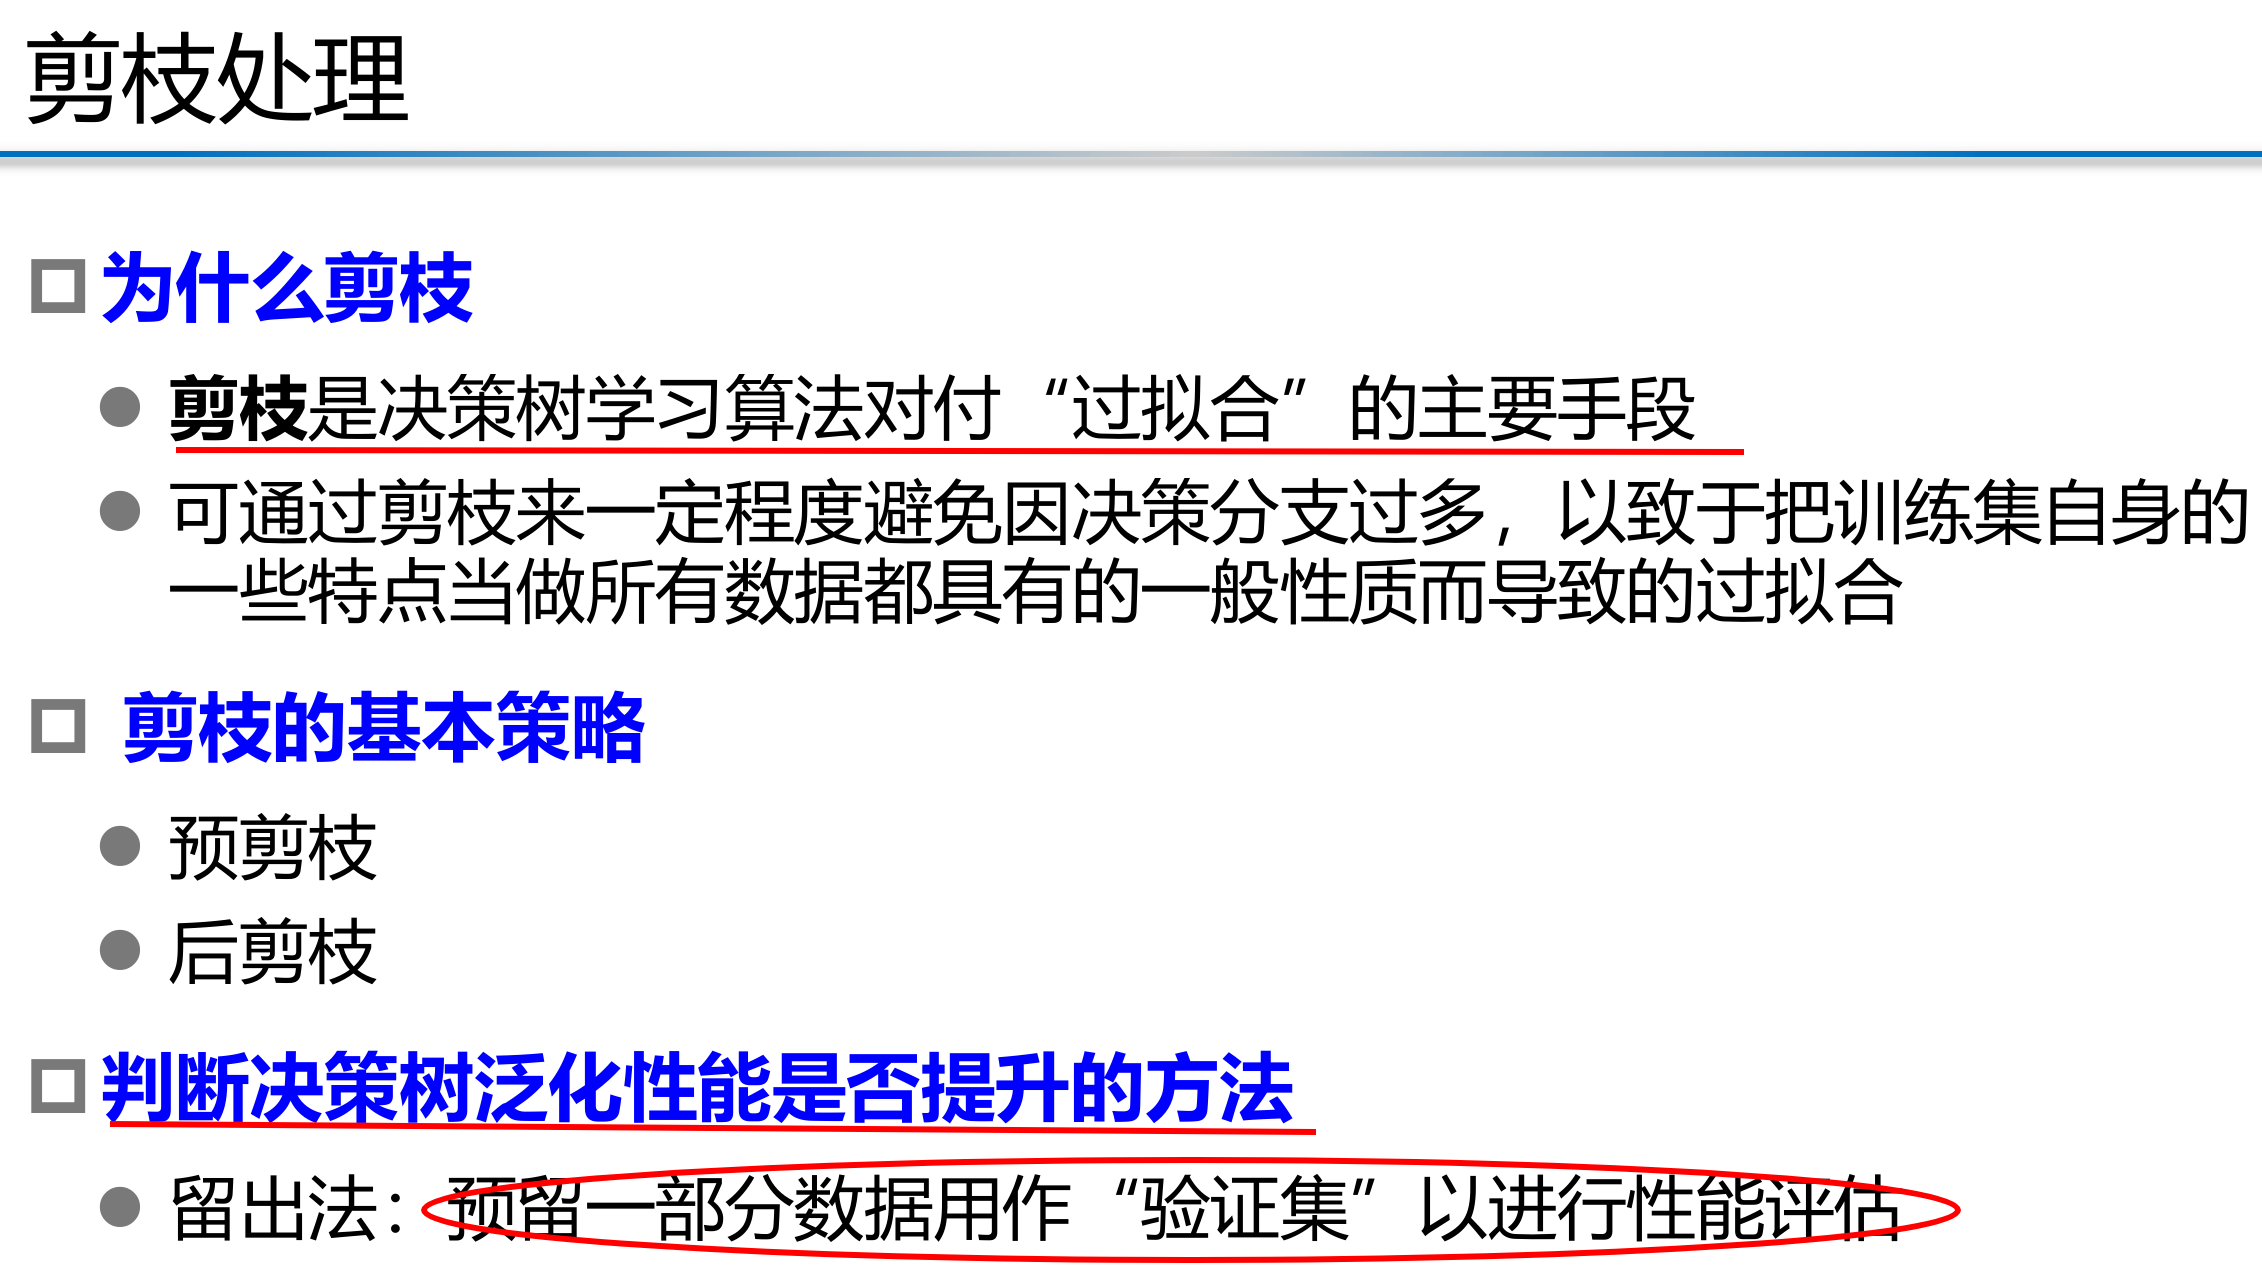 剪枝处理
为什么剪枝
剪枝是决策树学习算法对付“过拟合”的主要手段
可通过剪枝来一定程度避免因决策分支过多，以致于把训练集自身的
一些特点当做所有数据都具有的一般性质而导致的过拟合
剪枝的基本策略
预剪枝
后剪枝
判断决策树泛化性能是否提升的方法
留出法：预留一部分数据用作“验证集”以进行性能评估